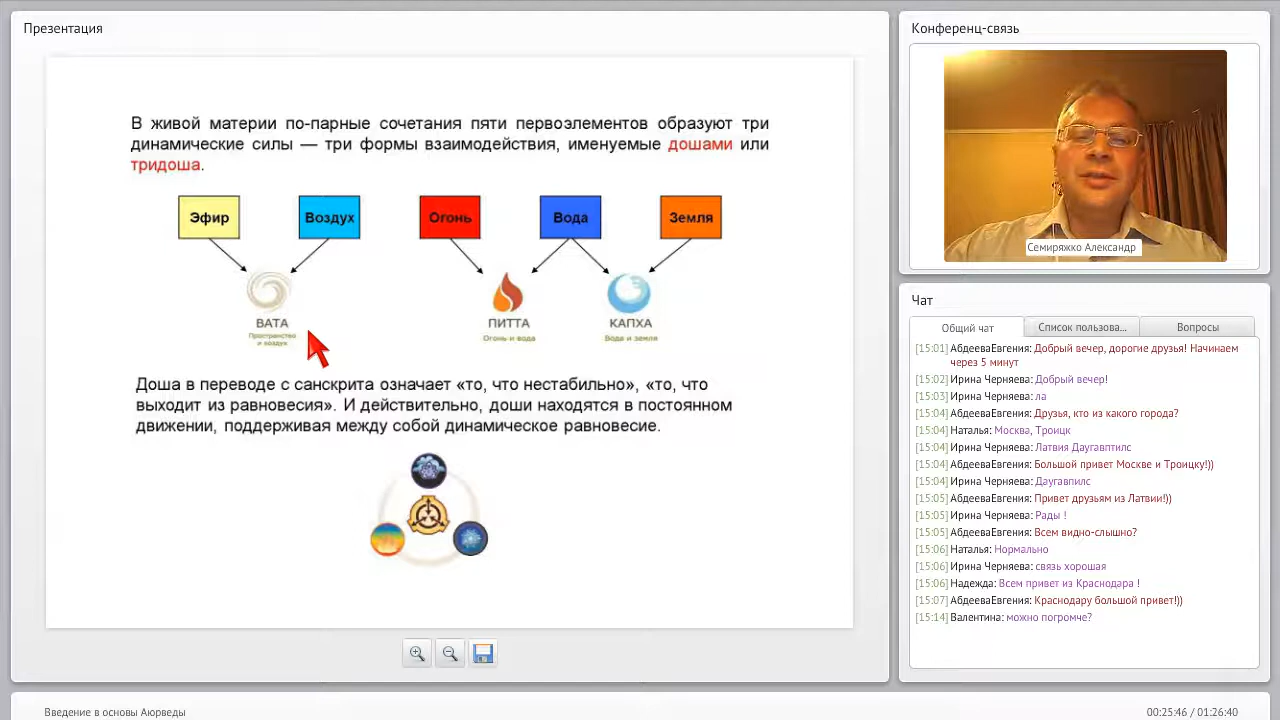 Презентация
В живой материи по-парные сочетания пяти первоэлементов образуют три
динамические силы — три формы взаимодействия, именуемые дошами или
тридоша.
Эфир
Воздух
Огонь
Вода
Земля
ВАТА
Пространство
и воздух
ПИТТА
Огонь и вода
КАПХА
Вода и земля
Доша в переводе с санскрита означает «то, что нестабильно», «то, что
выходит из равновесия». И действительно, доши находятся в постоянном
движении, поддерживая между собой динамическое равновесие.
Конференц-связь
Семиряжко Александр
Чат
Общий чат
Список пользова...
Вопросы
[15:01] АбдееваЕвгения: Добрый вечер, дорогие друзья! Начинаем
через 5 минут
[15:02] Ирина Черняева: Добрый вечер!
[15:03] Ирина Черняева: ла
[15:04] АбдееваЕвгения: Друзья, кто из какого города?
[15:04] Наталья: Москва, Троицк
[15:04] Ирина Черняева: Латвия Даугавптилс
[15:04] АбдееваЕвгения: Большой привет Москве и Троицку!))
[15:04] Ирина Черняева: Даугавпилс
[15:05] АбдееваЕвгения: Привет друзьям из Латвии!))
[15:05] Ирина Черняева: Рады !
[15:05] АбдееваЕвгения: Всем видно-слышно?
[15:06] Наталья: Нормально
[15:06] Ирина Черняева: связь хорошая
[15:06] Надежда: Всем привет из Краснодара !
[15:07] АбдееваЕвгения: Краснодару большой привет!))
[15:14] Валентина: можно погромче?
Введение в основы Аюрведы
00:25:46 / 01:26:40